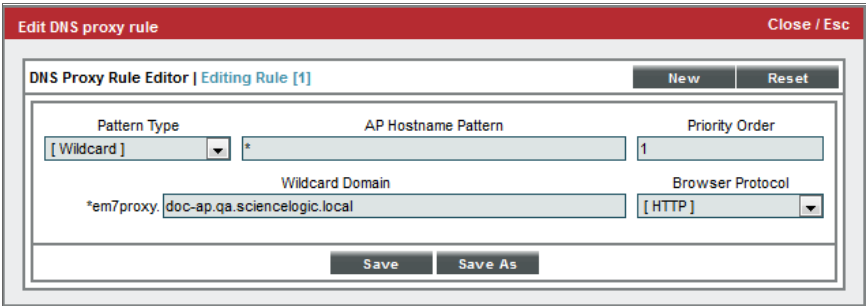 Edit DNS proxy rule Close / Esc
DNS Proxy Rule Editor | Editing Rule [1] New Reset
Pattern Type AP Hostname Pattern Priority Order
[ Wildcard ] * 1
Wildcard Domain Browser Protocol
*em7proxy. doc-ap.qa.sciencelogic.local [ HTTP ]
Save Save As